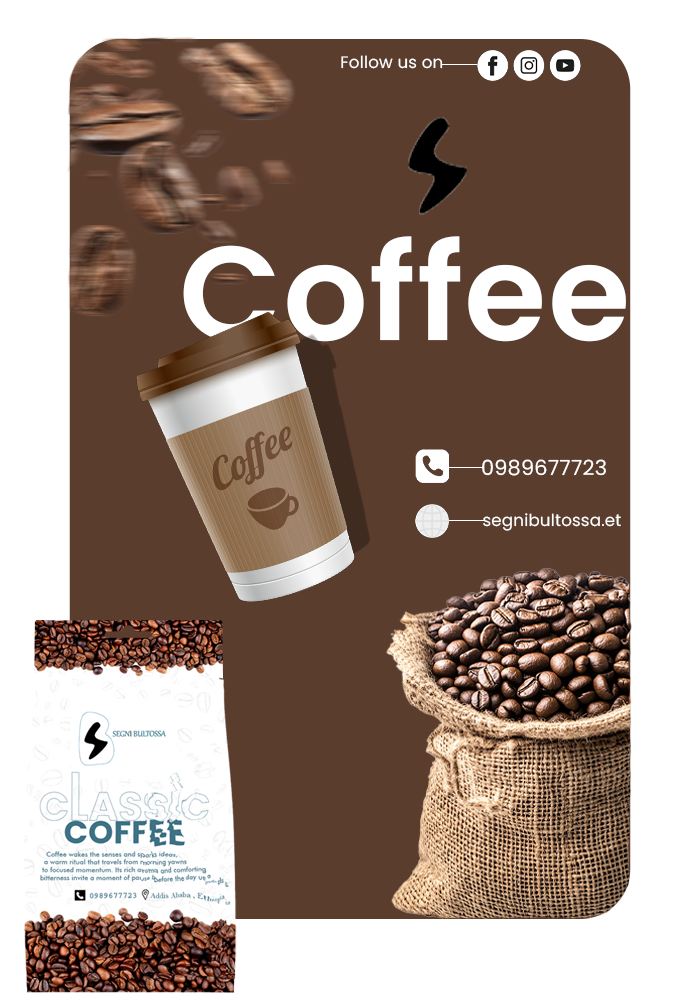 Follow us on
Coffee
Coffee
0989677723
segnibultossa.et
SEGNI BULTOSSA
CLASSIC
COFFEE
Coffee wakes the senses and sparks ideas,
a warm ritual that travels from morning yawns
to focused momentum. Its rich aroma and comforting
bitterness invite a moment of pause before the day
0989677723 Addis Ababa , Ethiopia